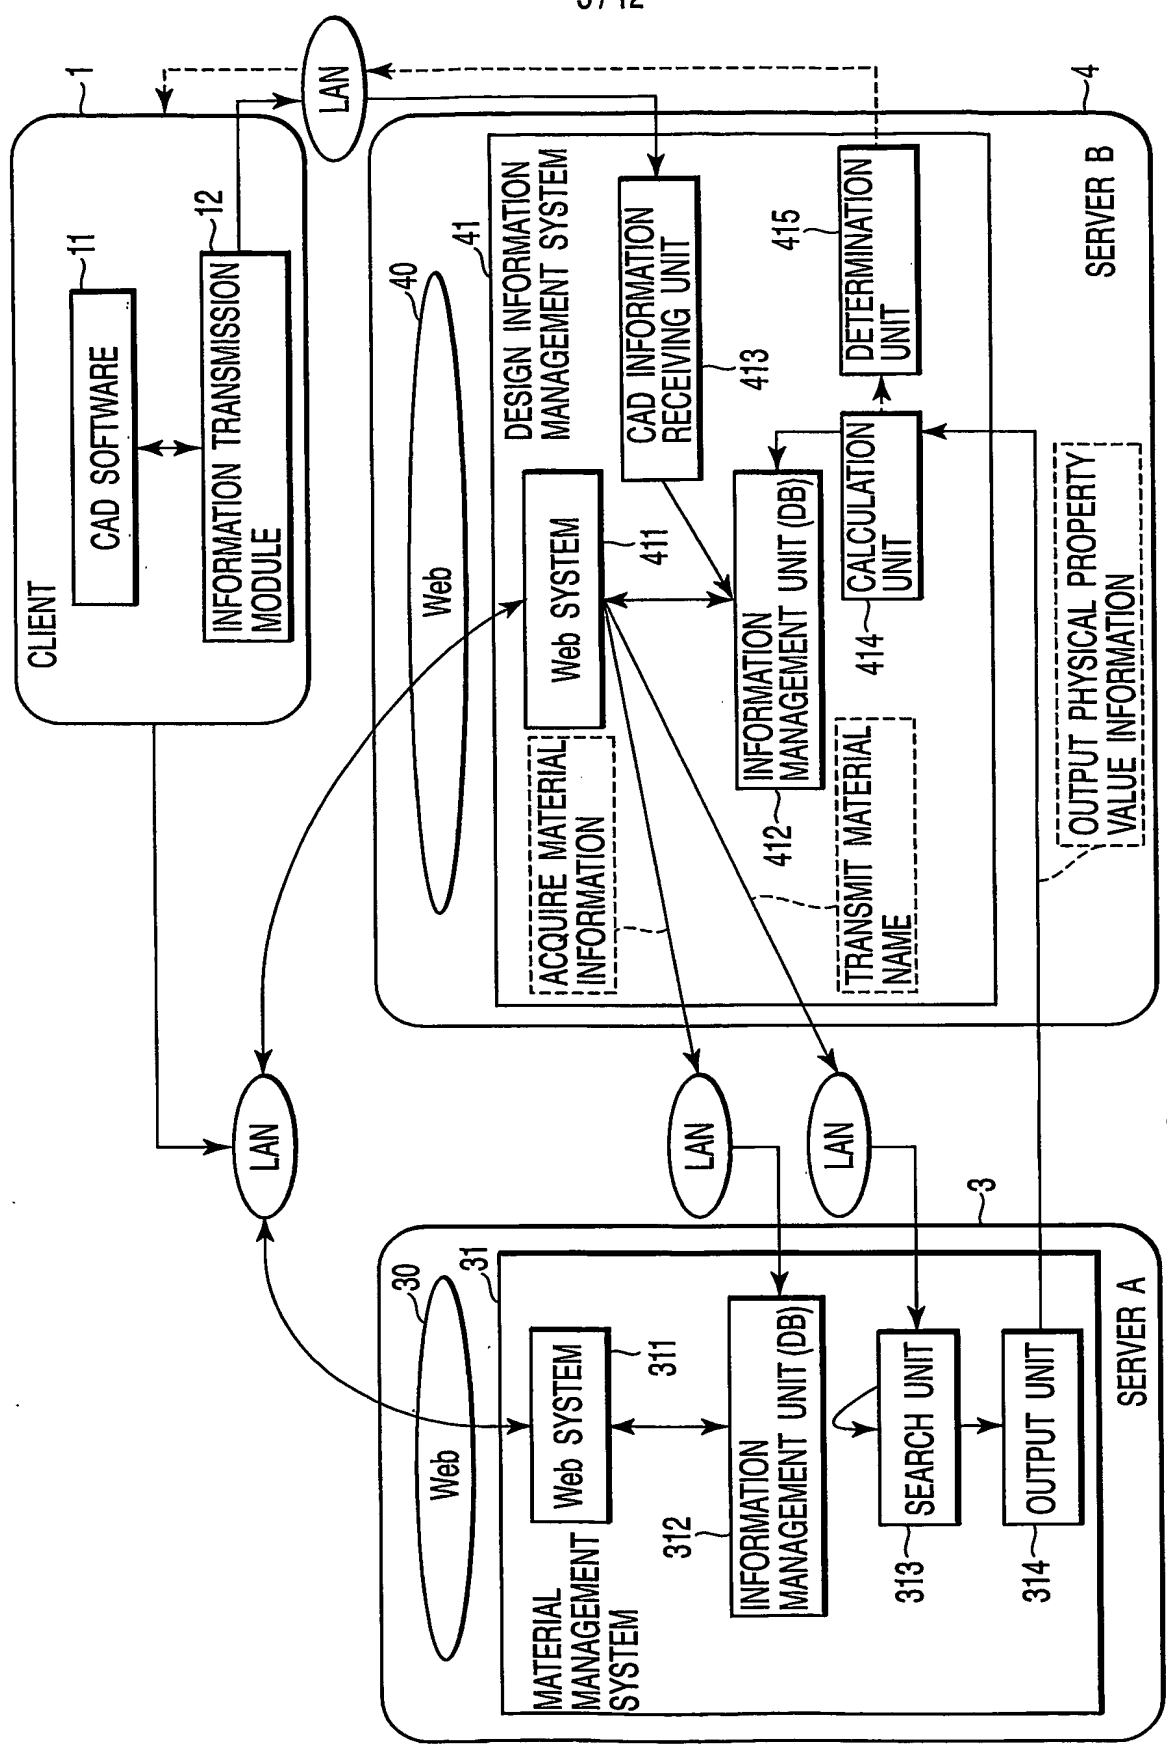 CLIENT
1
CAD SOFTWARE
11
INFORMATION TRANSMISSION
MODULE
12
LAN
LAN
Web
40
41
DESIGN INFORMATION
MANAGEMENT SYSTEM
Web SYSTEM
411
CAD INFORMATION
RECEIVING UNIT
413
ACQUIRE MATERIAL
INFORMATION
INFORMATION
MANAGEMENT UNIT (DB)
412
TRANSMIT MATERIAL
NAME
CALCULATION
UNIT
414
DETERMINATION
UNIT
415
OUTPUT PHYSICAL PROPERTY
VALUE INFORMATION
SERVER B
4
LAN
LAN
Web
30
31
MATERIAL
MANAGEMENT
SYSTEM
Web SYSTEM
311
INFORMATION
MANAGEMENT UNIT (DB)
312
SEARCH UNIT
313
OUTPUT UNIT
314
SERVER A
3